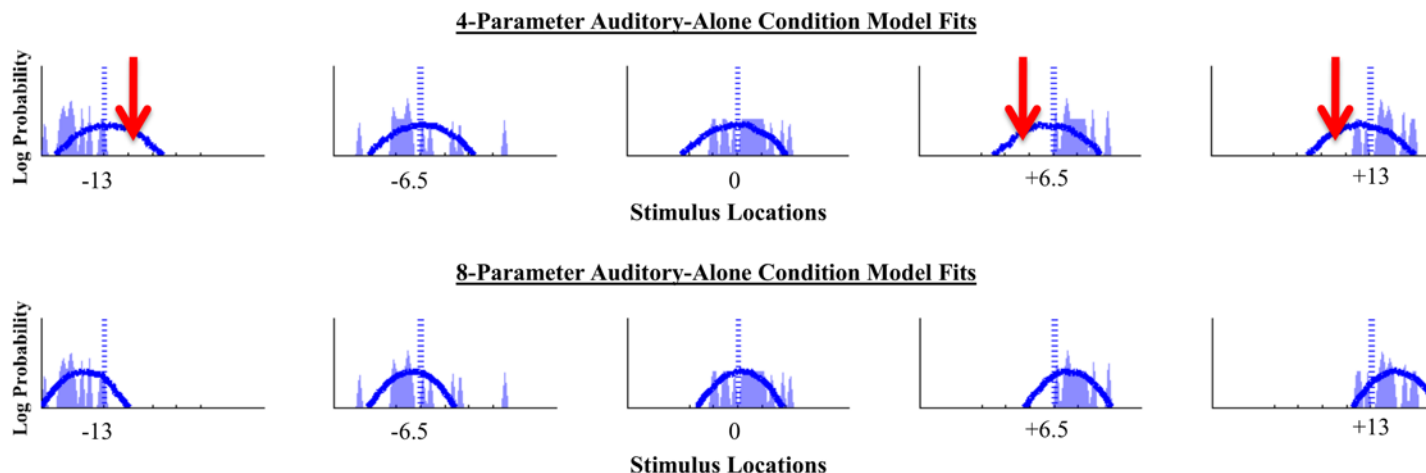 4-Parameter Auditory-Alone Condition Model Fits
Log Probability
-13 -6.5 0 +6.5 +13
Stimulus Locations
8-Parameter Auditory-Alone Condition Model Fits
Log Probability
-13 -6.5 0 +6.5 +13
Stimulus Locations